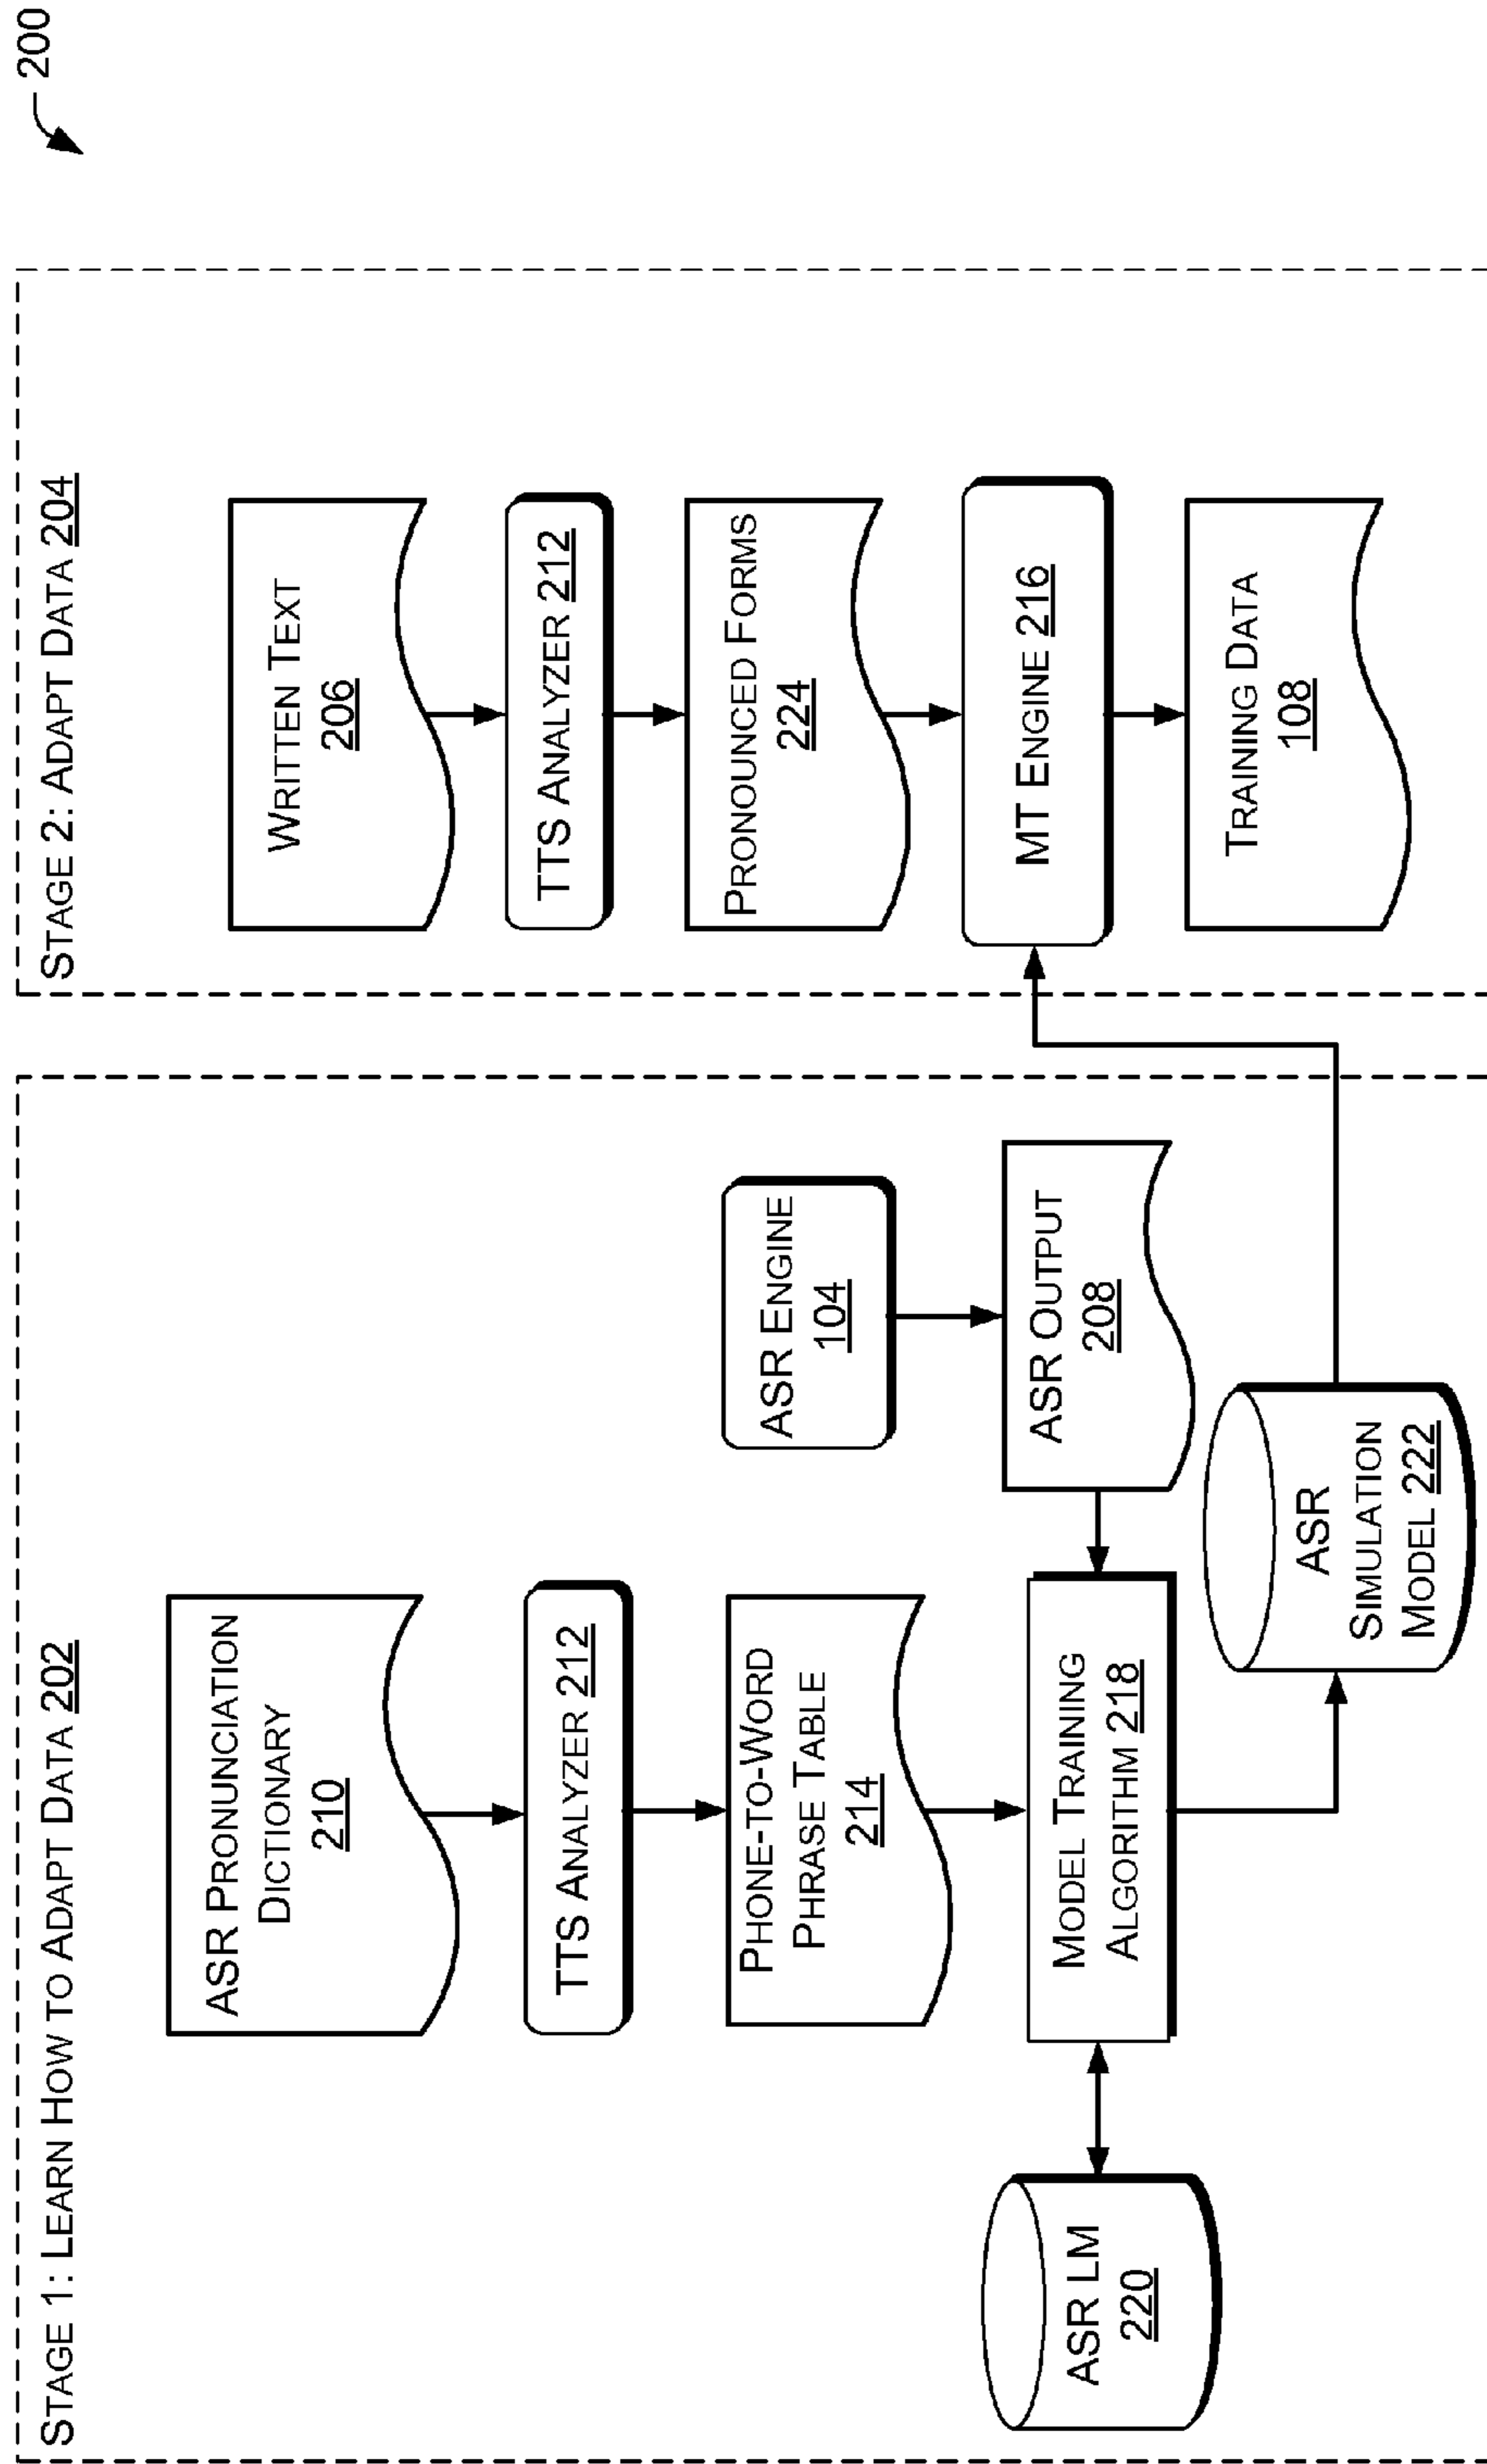 200
STAGE 1: LEARN HOW TO ADAPT DATA 202
ASR PRONUNCIATION
DICTIONARY
210
TTS ANALYZER 212
PHONE-TO-WORD
PHRASE TABLE
214
ASR ENGINE
104
ASR LM
220
MODEL TRAINING
ALGORITHM 218
ASR OUTPUT
208
ASR
SIMULATION
MODEL 222
STAGE 2: ADAPT DATA 204
WRITTEN TEXT
206
TTS ANALYZER 212
PRONOUNCED FORMS
224
MT ENGINE 216
TRAINING DATA
108